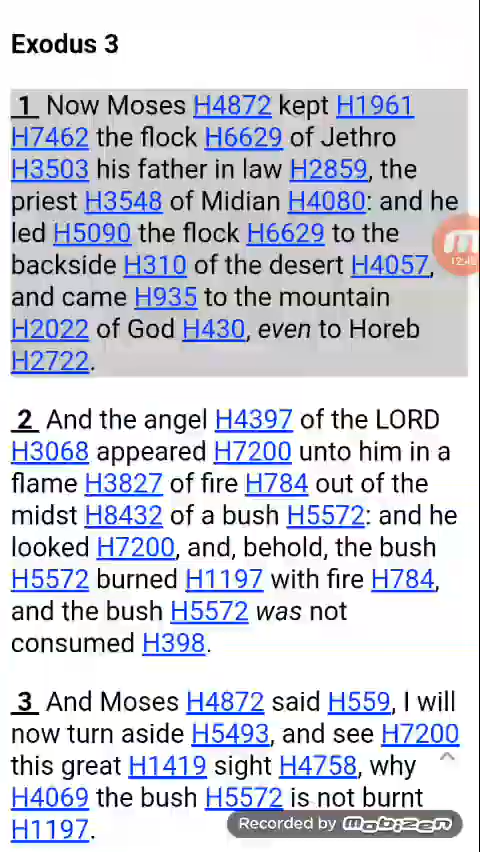 Exodus 3
1 Now Moses H4872 kept H1961
H7462 the flock H6629 of Jethro
H3503 his father in law H2859, the
priest H3548 of Midian H4080: and he
led H5090 the flock H6629 to the
backside H310 of the desert H4057,
and came H935 to the mountain
H2022 of God H430, even to Horeb
H2722.
2 And the angel H4397 of the LORD
H3068 appeared H7200 unto him in a
flame H3827 of fire H784 out of the
midst H8432 of a bush H5572: and he
looked H7200, and, behold, the bush
H5572 burned H1197 with fire H784,
and the bush H5572 was not
consumed H398.
3 And Moses H4872 said H559, I will
now turn aside H5493, and see H7200
this great H1419 sight H4758, why
H4069 the bush H5572 is not burnt
H1197.
Recorded by mobizen